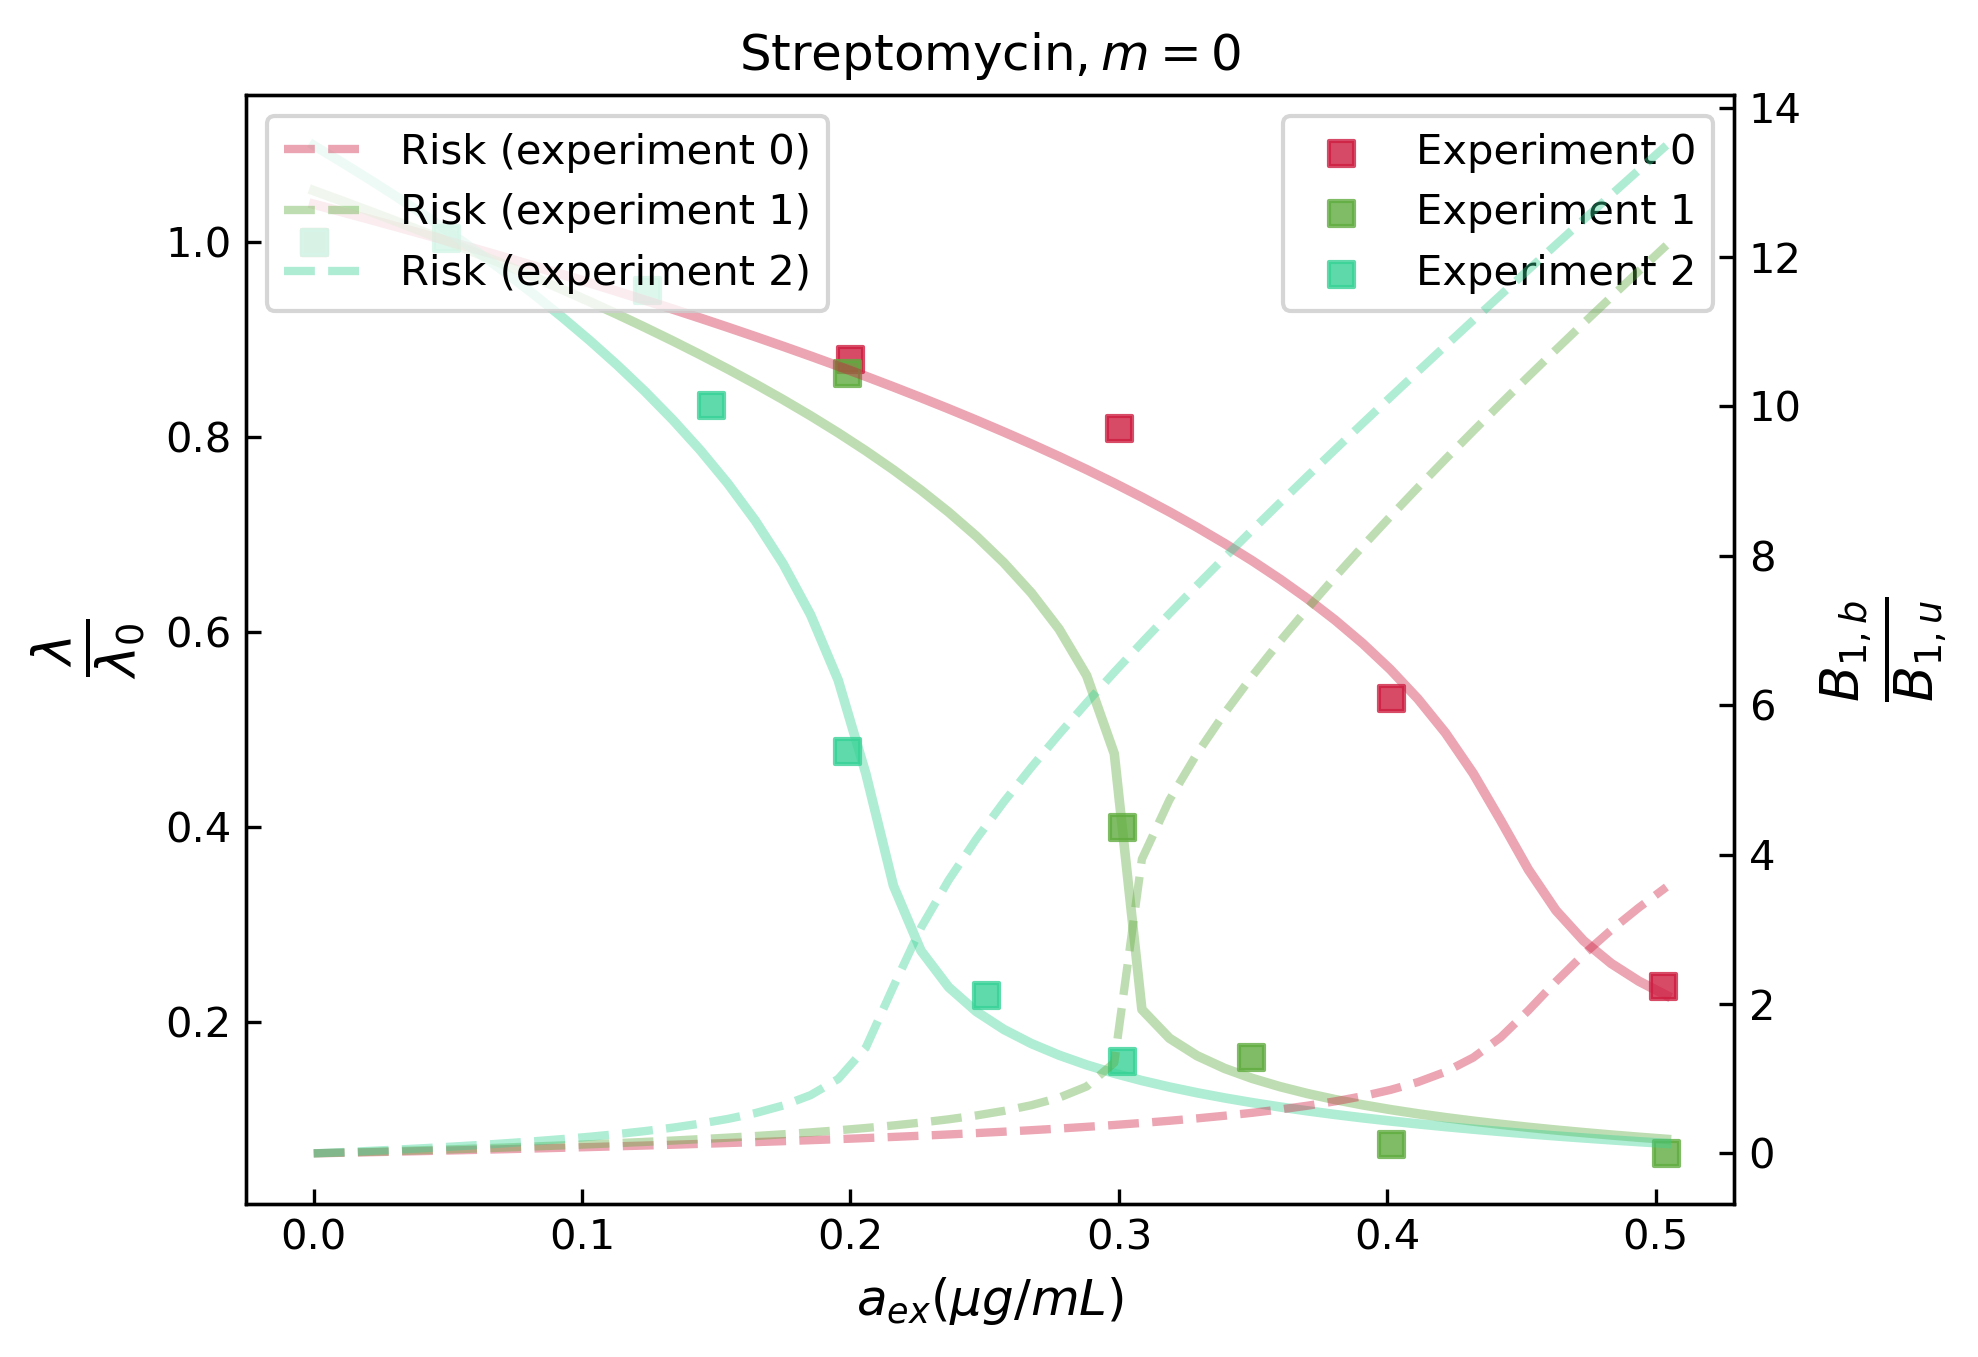 Streptomycin, m = 0
Risk (experiment 0)
Risk (experiment 1)
Risk (experiment 2)
Experiment 0
Experiment 1
Experiment 2
1.0
0.8
0.6
0.4
0.2
λ
λ0
14
12
10
8
6
4
2
0
B1, b
B1, u
0.0 0.1 0.2 0.3 0.4 0.5
aex(μg/mL)